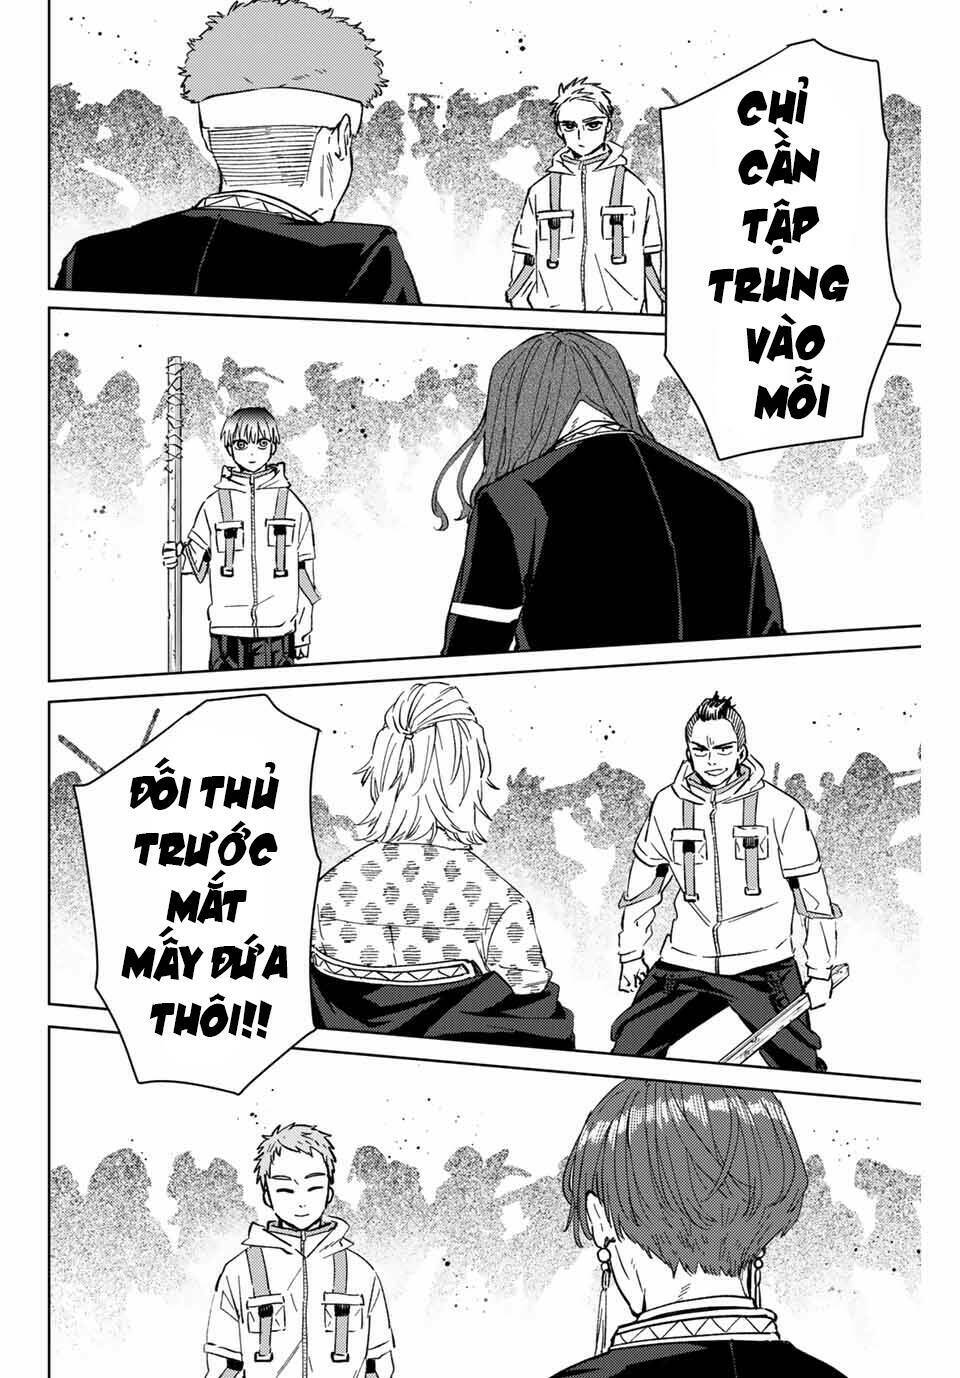 CHỈ
CẦN
TẬP
TRUNG
VÀO
MỖI
ĐỐI THỦ
TRƯỚC
MẮT
MẤY ĐỨA
THÔI!!